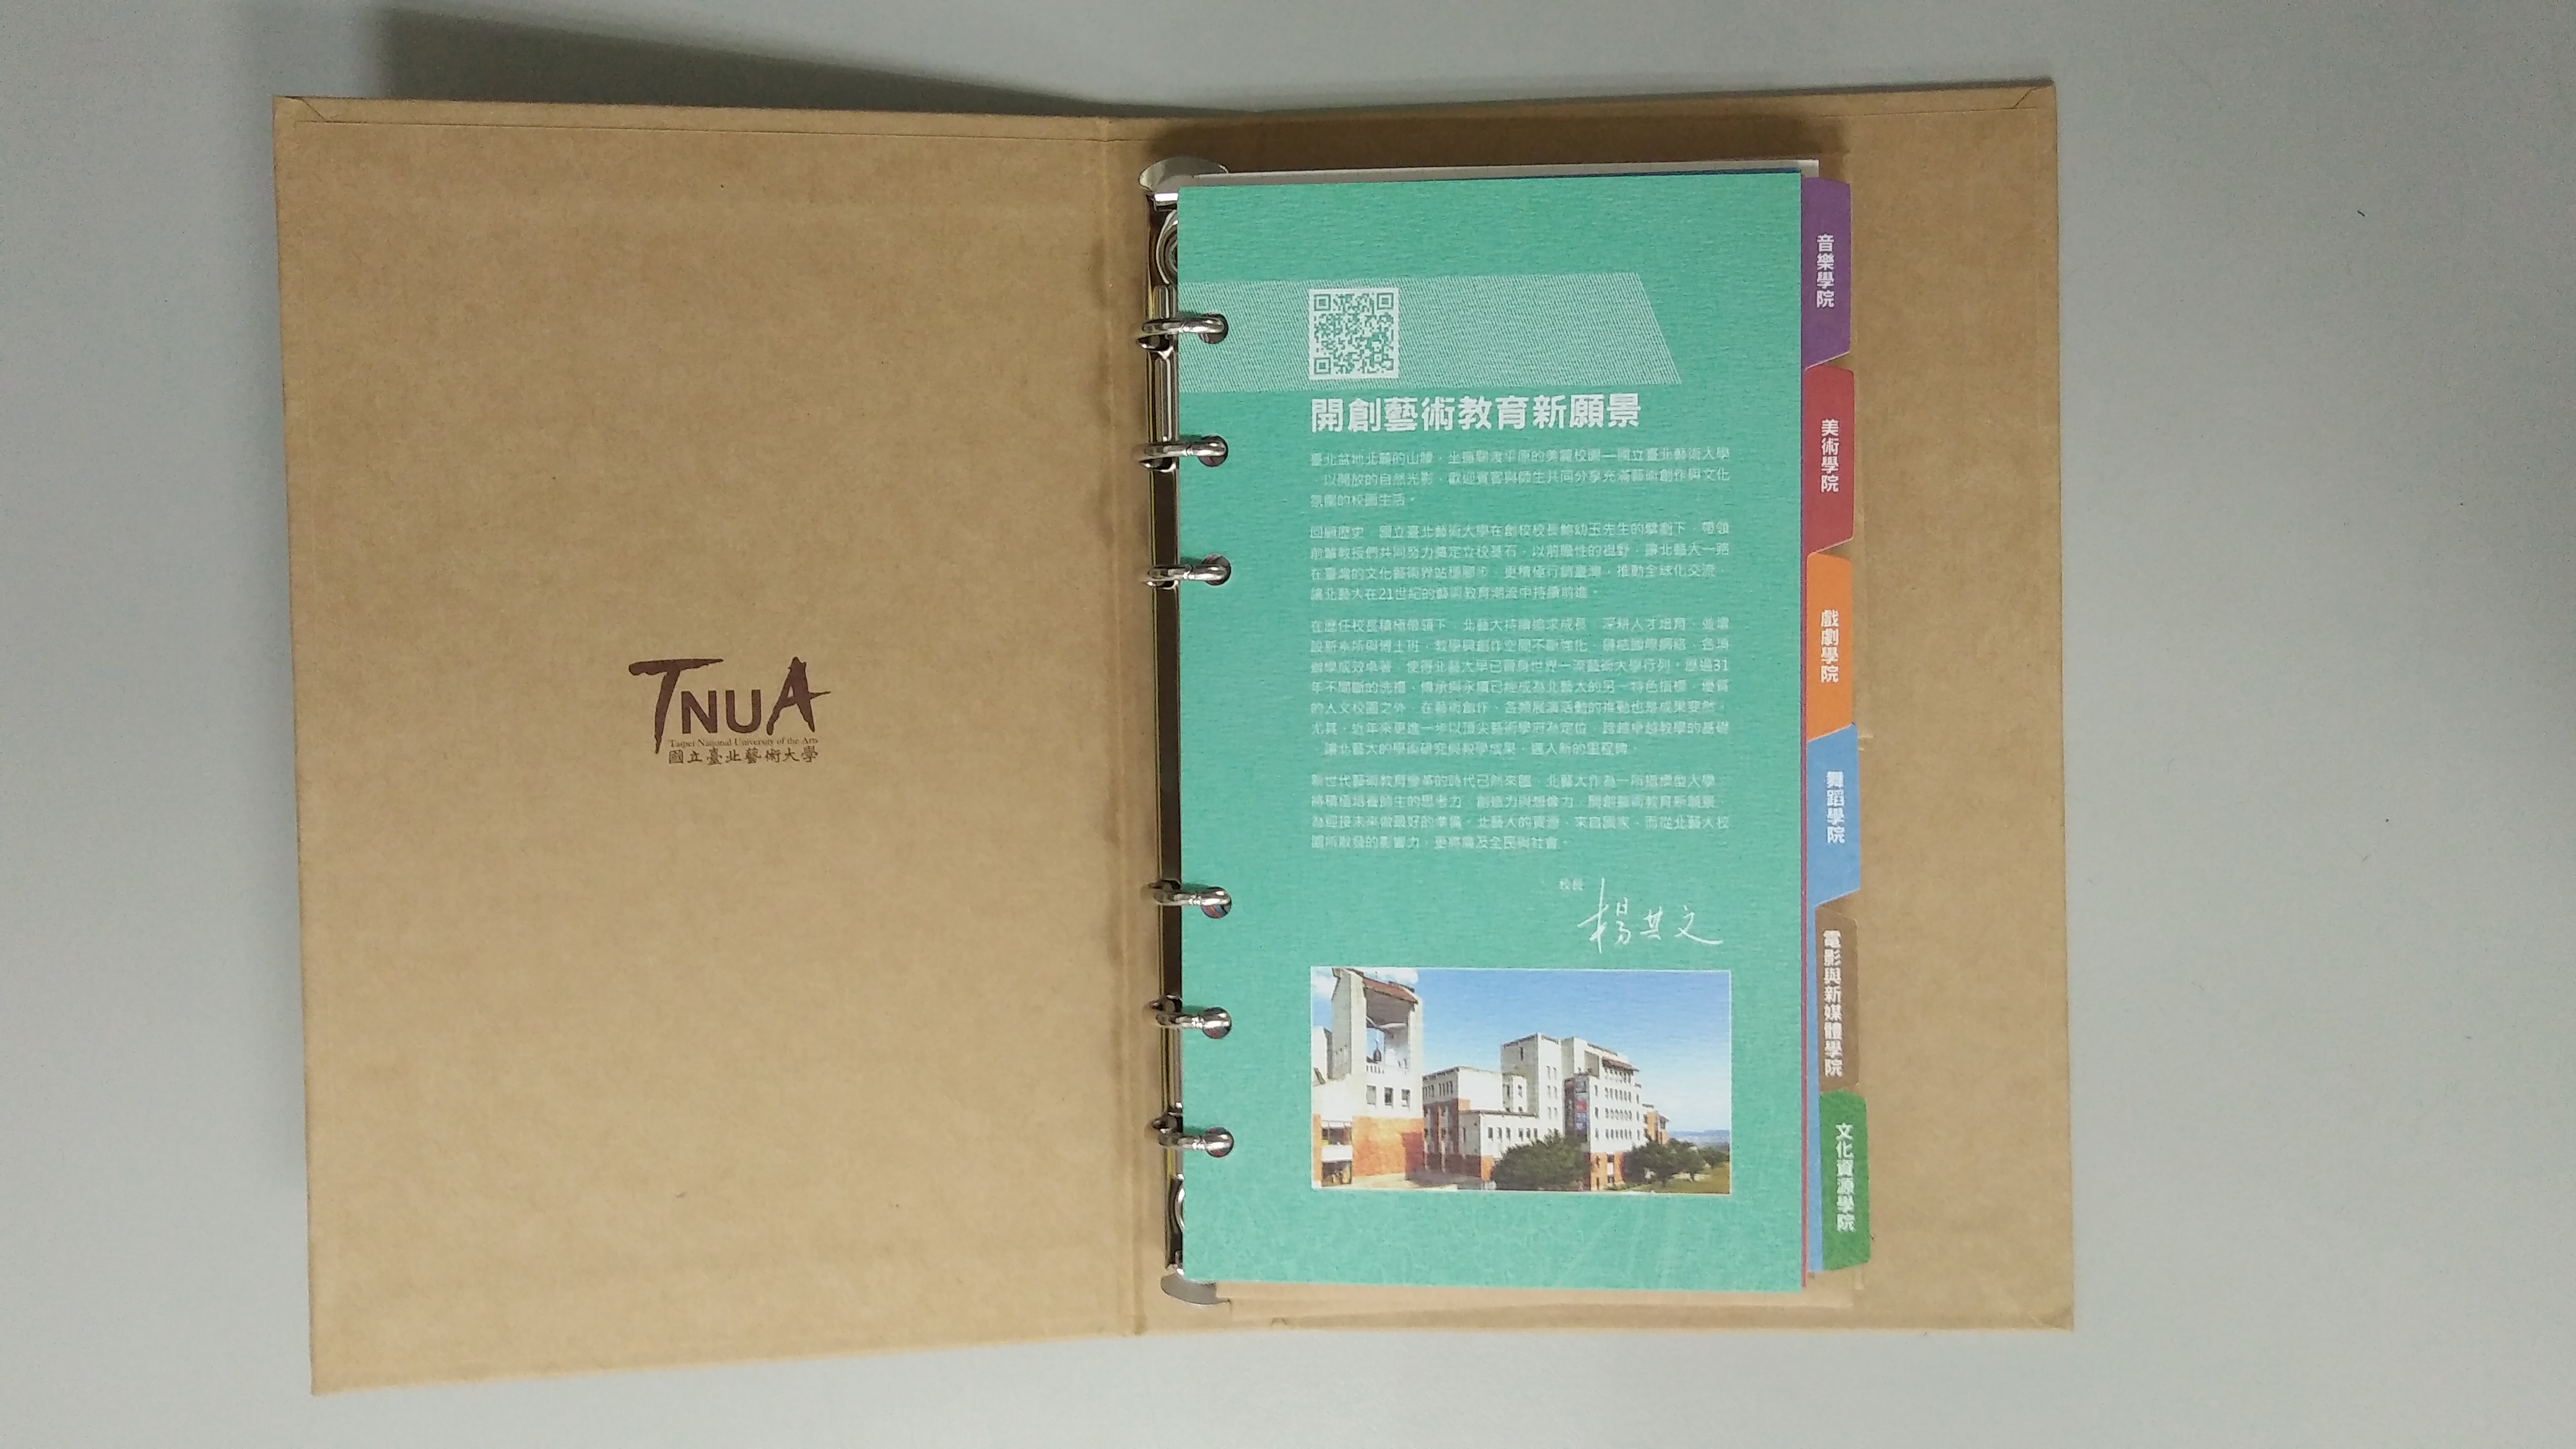 TNUA
Taipei National University of the Arts
國立臺北藝術大學
開創藝術教育新願景
臺北盆地北麓的山巒，坐擁關渡平原的美麗校園—國立臺北藝術大學
，以開放的自然光影，歡迎賓客與師生共同分享充滿藝術創作與文化
氛圍的校園生活。
回顧歷史，國立臺北藝術大學在創校校長鮑幼玉先生的擘劃下，帶領
前輩教授們共同努力奠定立校基石，以前瞻性的視野，讓北藝大一路
在臺灣的文化藝術界站穩腳步，更積極行銷臺灣，推動全球化交流，
讓北藝大在21世紀的藝術教育潮流中持續前進。
在歷任校長積極帶領下，北藝大持續追求成長，深耕人才培育，並增
設新系所與博士班，教學與創作空間不斷強化，締結國際網絡，各項
辦學成效卓著，使得北藝大學已晉身世界一流藝術大學行列。歷過31
年不間斷的洗禮，傳承與永續已經成為北藝大的另一特色指標，優質
的人文校園之外，在藝術創作、各類展演活動的推動也都成果斐然。
尤其，近年來更進一步以頂尖藝術學府為定位，跨越卓越教學的基礎
，讓北藝大的學術研究與教學成果，邁入新的里程碑。
新世代藝術教育變革的時代已然來臨，北藝大作為一所指標型大學，
將積極培養師生的思考力、創造力與想像力，開創藝術教育新願景，
為迎接未來做最好的準備。北藝大的資源，來自國家，而從北藝大校
園所散發的影響力，更將廣及全民與社會。
校長
楊其文
音樂學院
美術學院
戲劇學院
舞蹈學院
電影與新媒體學院
文化資源學院